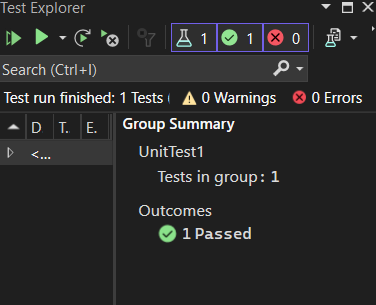 Test Explorer
1 1 0
Search (Ctrl+I)
Test run finished: 1 Tests ( 0 Warnings 0 Errors
D T. E. Group Summary
<... UnitTest1
Tests in group: 1
Outcomes
1 Passed